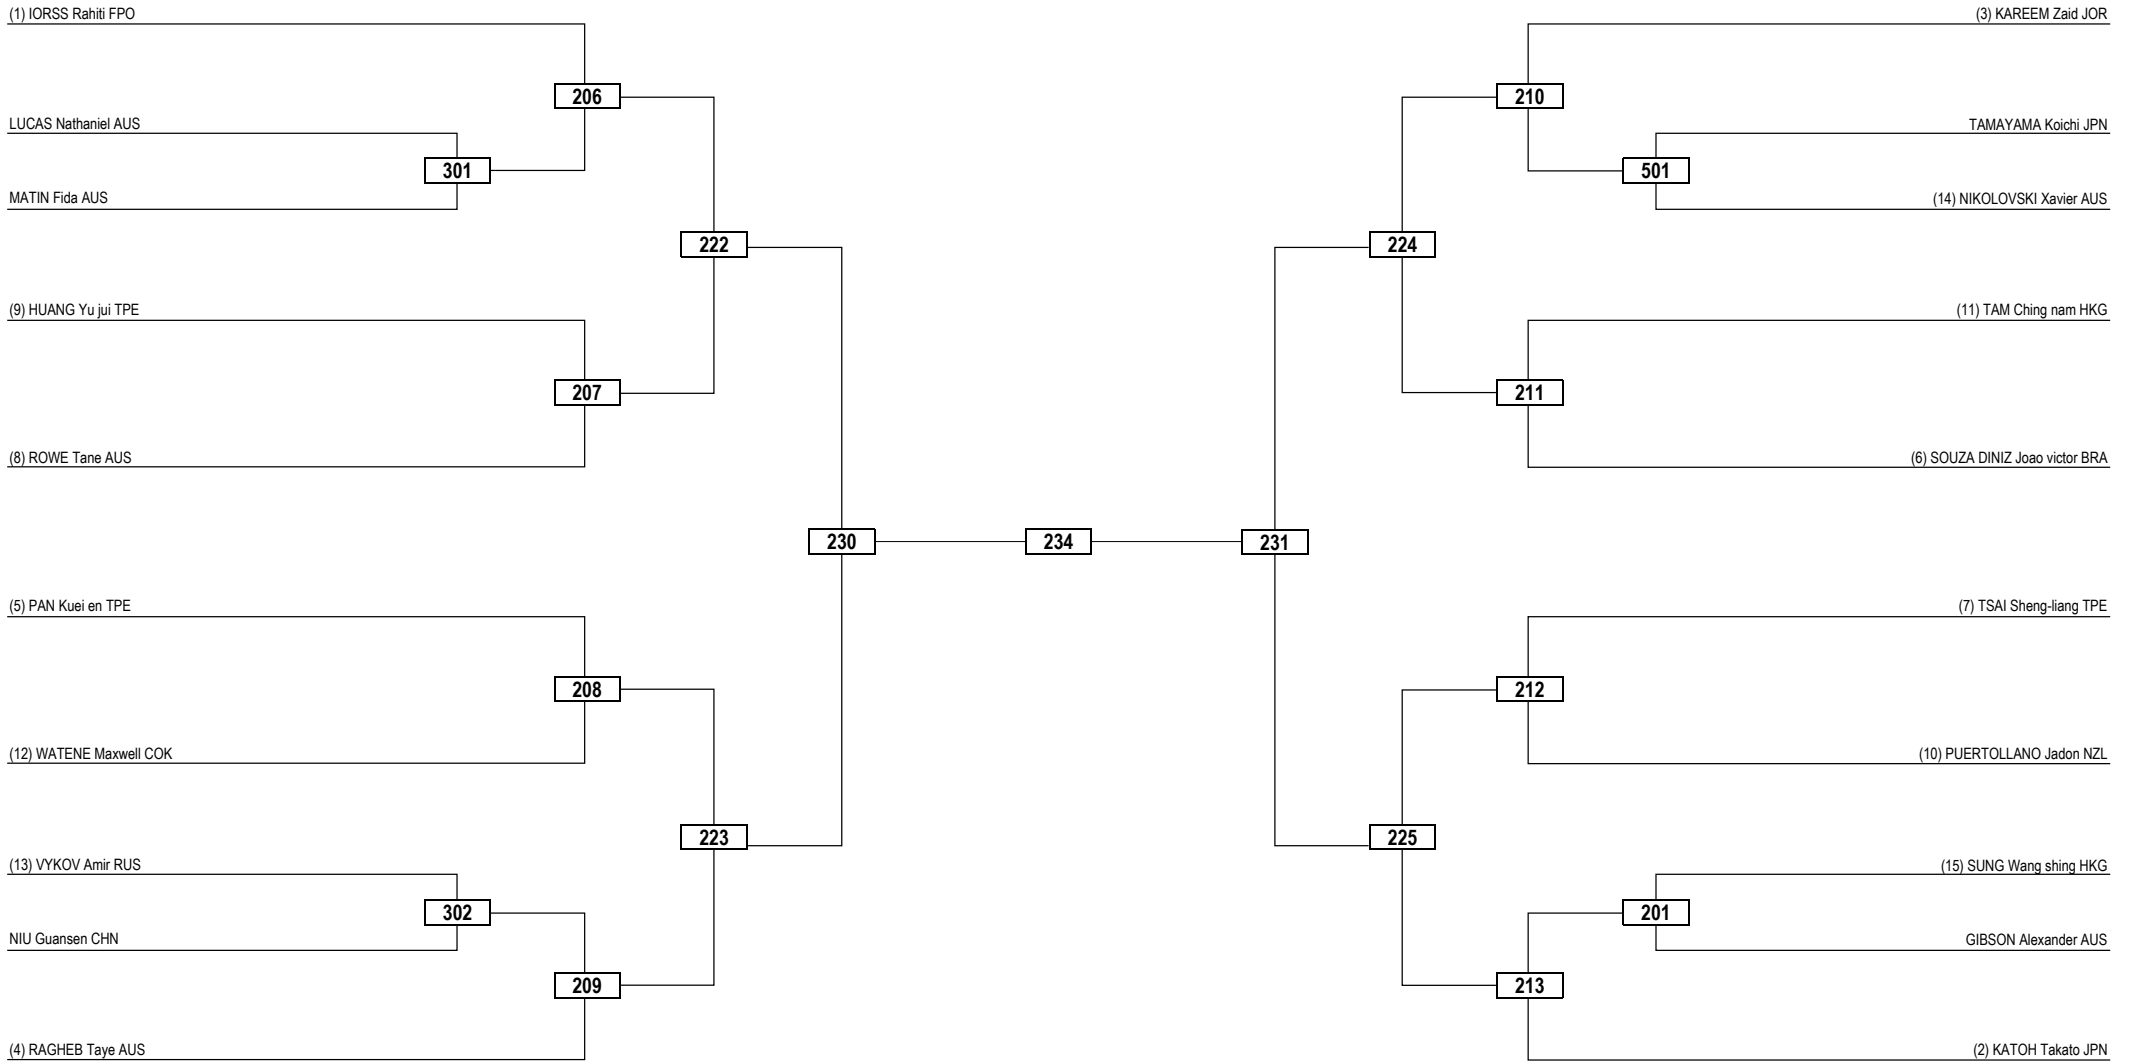 (1) IORSS Rahiti FPO
(3) KAREEM Zaid JOR
206
210
LUCAS Nathaniel AUS
TAMAYAMA Koichi JPN
301
501
MATIN Fida AUS
(14) NIKOLOVSKI Xavier AUS
222
224
(9) HUANG Yu jui TPE
(11) TAM Ching nam HKG
207
211
(8) ROWE Tane AUS
(6) SOUZA DINIZ Joao victor BRA
230
234
231
(5) PAN Kuei en TPE
(7) TSAI Sheng-liang TPE
208
212
(12) WATENE Maxwell COK
(10) PUERTOLLANO Jadon NZL
223
225
(13) VYKOV Amir RUS
(15) SUNG Wang shing HKG
302
201
NIU Guansen CHN
GIBSON Alexander AUS
209
213
(4) RAGHEB Taye AUS
(2) KATOH Takato JPN